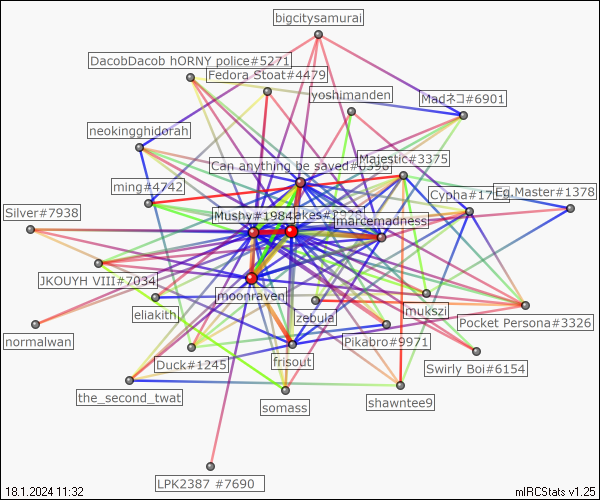 bigcitysamurai
DacobDacob hORNY police#5271
Fedora Stoat#4479
yoshimanden
Madネコ#6901
neokingghidorah
Can anything be saved
Majestic#3375
ming#4742
Cypha#17
Eg.Master#1378
Silver#7938
Mushy#1984
marcemadness
JKOUYH VIII#7034
moonraven
eliakith
zebula
mukszi
Pocket Persona#3326
normalwan
Pikabro#9971
Duck#1245
frisout
Swirly Boi#6154
the_second_twat
somass
shawntee9
LPK2387 #7690
18.1.2024 11:32
mIRCStats v1.25